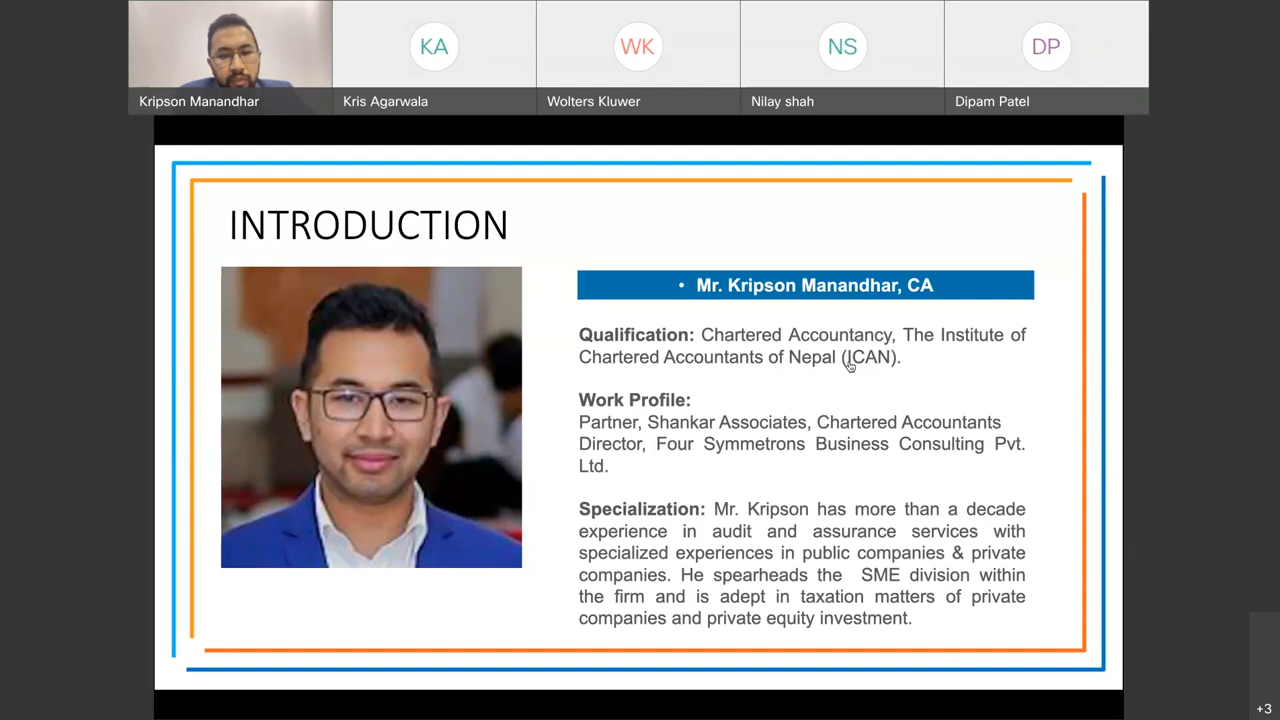 KA
WK
NS
DP
Kripson Manandhar
Kris Agarwala
Wolters Kluwer
Nilay shah
Dipam Patel
INTRODUCTION
• Mr. Kripson Manandhar, CA
Qualification: Chartered Accountancy, The Institute of
Chartered Accountants of Nepal (ICAN).
Work Profile:
Partner, Shankar Associates, Chartered Accountants
Director, Four Symmetrons Business Consulting Pvt.
Ltd.
Specialization: Mr. Kripson has more than a decade
experience in audit and assurance services with
specialized experiences in public companies & private
companies. He spearheads the SME division within
the firm and is adept in taxation matters of private
companies and private equity investment.
+3